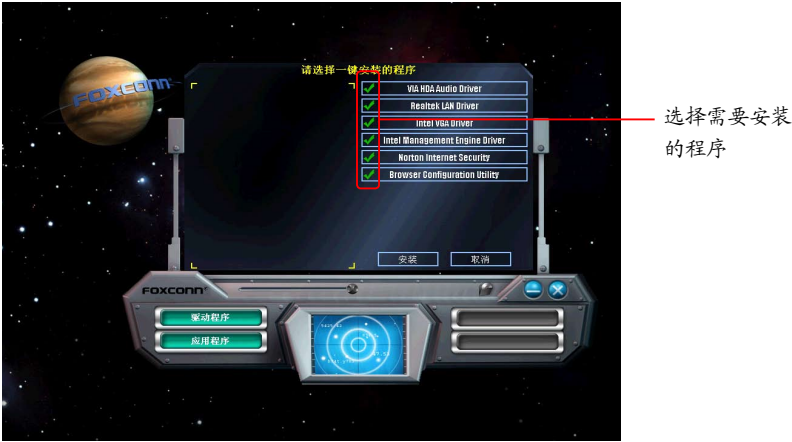 请选择一键安装的程序
FOXCONN
VIA HDA Audio Driver
Realtek LAN Driver
Intel VGA Driver
Intel Management Engine Driver
Norton Internet Security
Browser Configuration Utility
选择需要安装
的程序
安装
取消
FOXCONN
驱动程序
应用程序